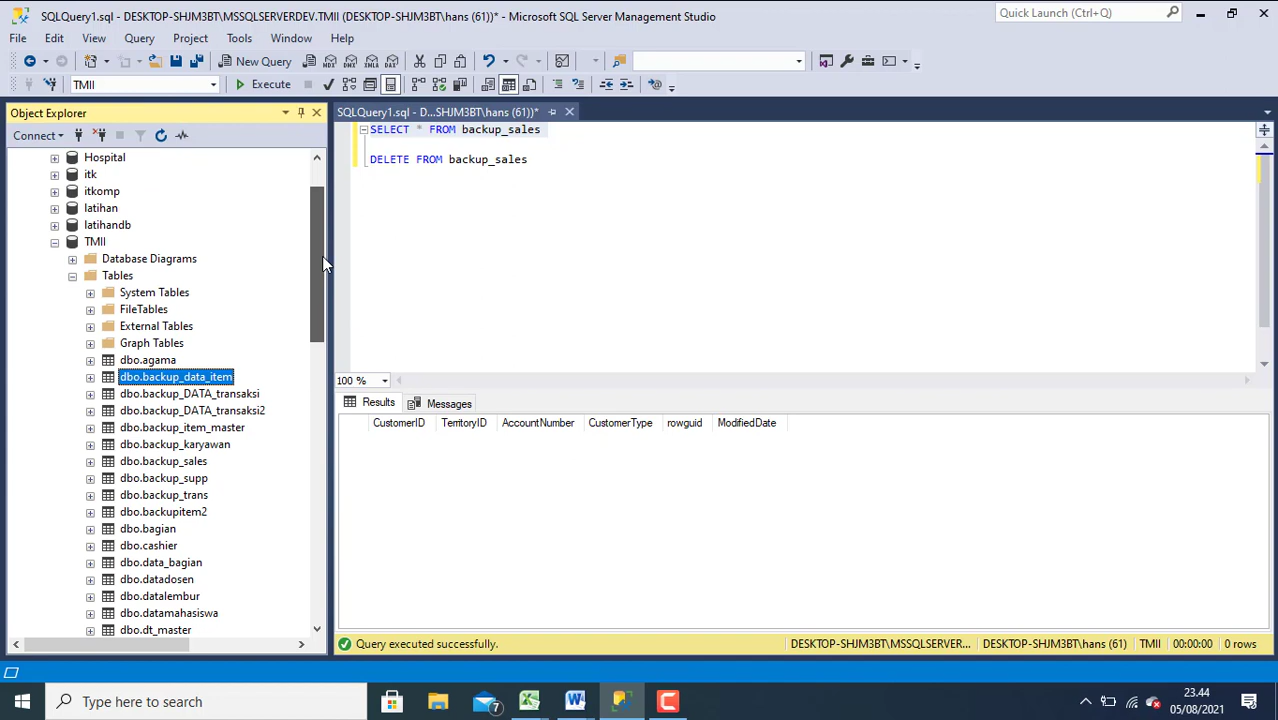 SQLQuery1.sql - DESKTOP-SHJM3BT\MSSQLSERVERDEV.TMII (DESKTOP-SHJM3BT\hans (61))* - Microsoft SQL Server Management Studio
Quick Launch (Ctrl+Q)
File Edit View Query Project Tools Window Help
New Query
MDX DMX XMLA DAX
TMII
Execute
Object Explorer
SQLQuery1.sql - D...SHJM3BT\hans (61))*
Connect
Hospital
itk
itkomp
latihan
latihandb
TMII
Database Diagrams
Tables
System Tables
FileTables
External Tables
Graph Tables
dbo.agama
dbo.backup_data_item
dbo.backup_DATA_transaksi
dbo.backup_DATA_transaksi2
dbo.backup_item_master
dbo.backup_karyawan
dbo.backup_sales
dbo.backup_supp
dbo.backup_trans
dbo.backupitem2
dbo.bagian
dbo.cashier
dbo.data_bagian
dbo.datadosen
dbo.datalembur
dbo.datamahasiswa
dbo.dt_master
SELECT * FROM backup_sales
DELETE FROM backup_sales
100 %
Results Messages
CustomerID TerritoryID AccountNumber CustomerType rowguid ModifiedDate
Query executed successfully. DESKTOP-SHJM3BT\MSSQLSERVER... DESKTOP-SHJM3BT\hans (61) TMII 00:00:00 0 rows
Type here to search
7
23.44
05/08/2021